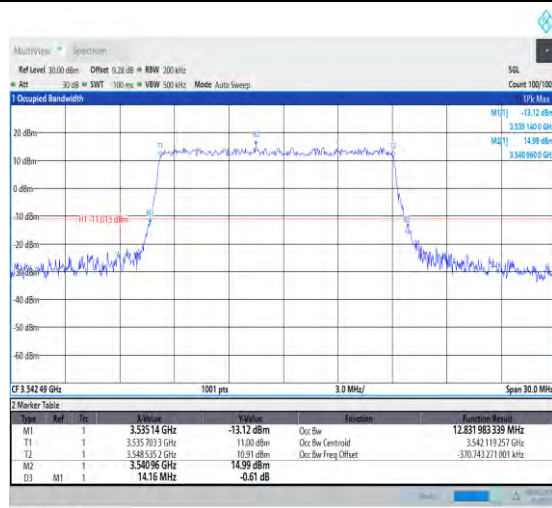 MultiView Spectrum
Ref Level 30.00 dBm Offset 9.28 dB RBW 200 kHz SGL
Att 30 dB SWT 100 ms VBW 500 kHz Mode Auto Sweep Count 100/100
1 Occupied Bandwidth 1Pk Max
M1[1] -13.12 dBm
3.535 140 0 GHz
M2[1] 14.99 dBm
3.540 960 0 GHz
20 dBm
T1 M2 T2
10 dBm
0 dBm
-10 dBm
M1
H1 -11.013 dBm
-20 dBm
-30 dBm
-40 dBm
-50 dBm
-60 dBm
CF 3.542 49 GHz 1001 pts 3.0 MHz/ Span 30.0 MHz
2 Marker Table
Type Ref Trc X-Value Y-Value Function Function Result
M1 1 3.535 14 GHz -13.12 dBm Occ Bw 12.831 983 339 MHz
T1 1 3.535 703 3 GHz 11.00 dBm Occ Bw Centroid 3.542 119 257 GHz
T2 1 3.548 535 2 GHz 10.91 dBm Occ Bw Freq Offset -370.743 271 001 kHz
M2 1 3.540 96 GHz 14.99 dBm
D3 M1 1 14.16 MHz -0.61 dB